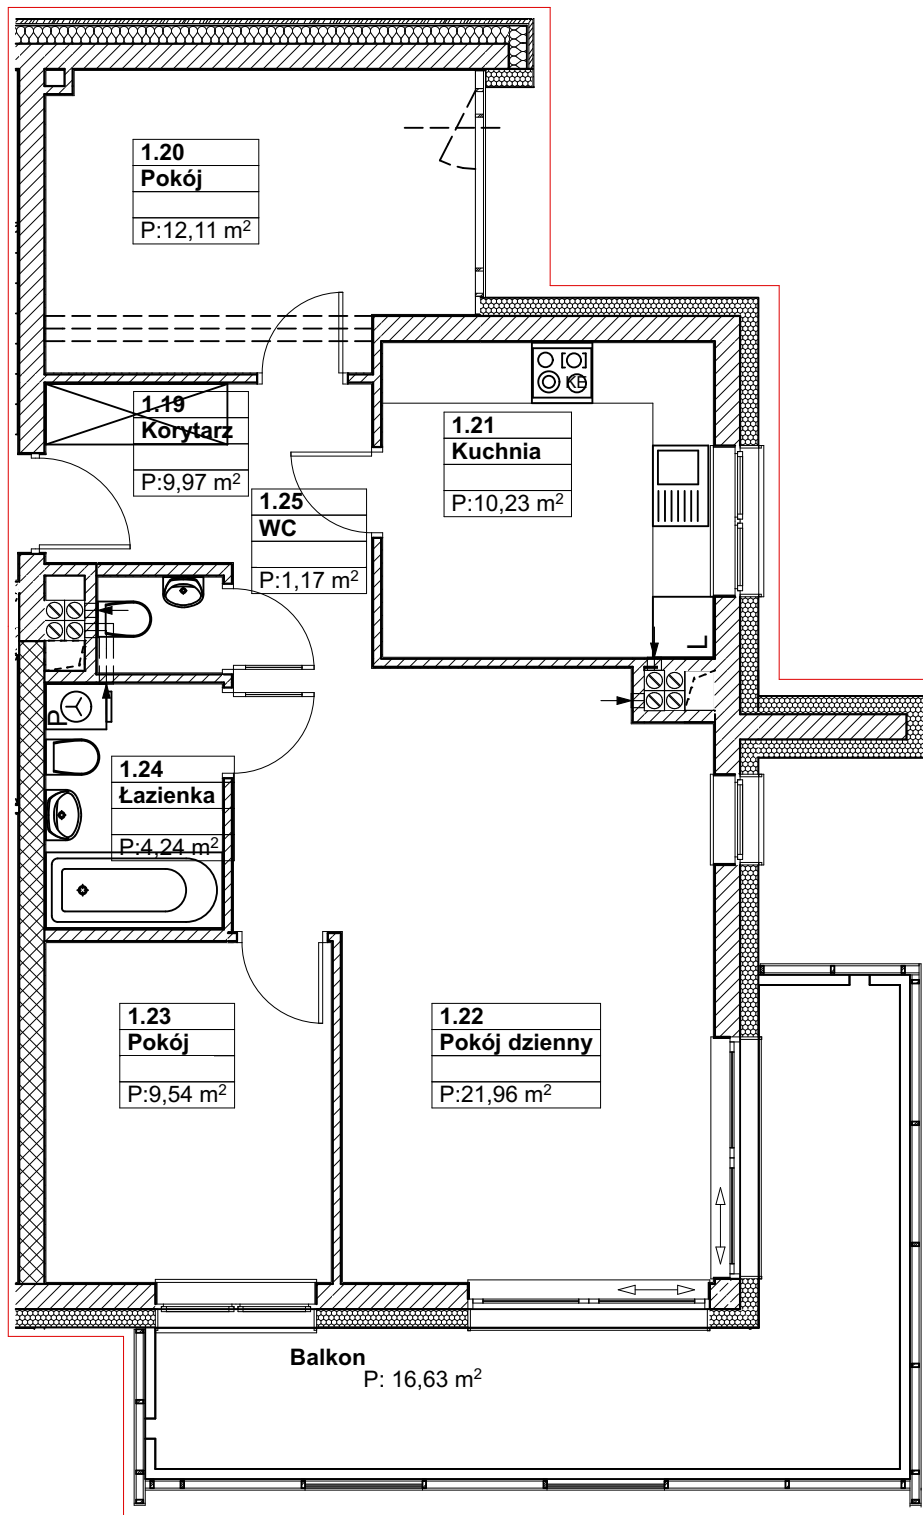 1.20
Pokój
P:12,11 m²
1.19
Korytarz
P:9,97 m²
1.21
Kuchnia
P:10,23 m²
KE
1.25
WC
P:1,17 m²
P
1.24
Łazienka
P:4,24 m²
1.23
Pokój
P:9,54 m²
1.22
Pokój dzienny
P:21,96 m²
Balkon
P: 16,63 m²